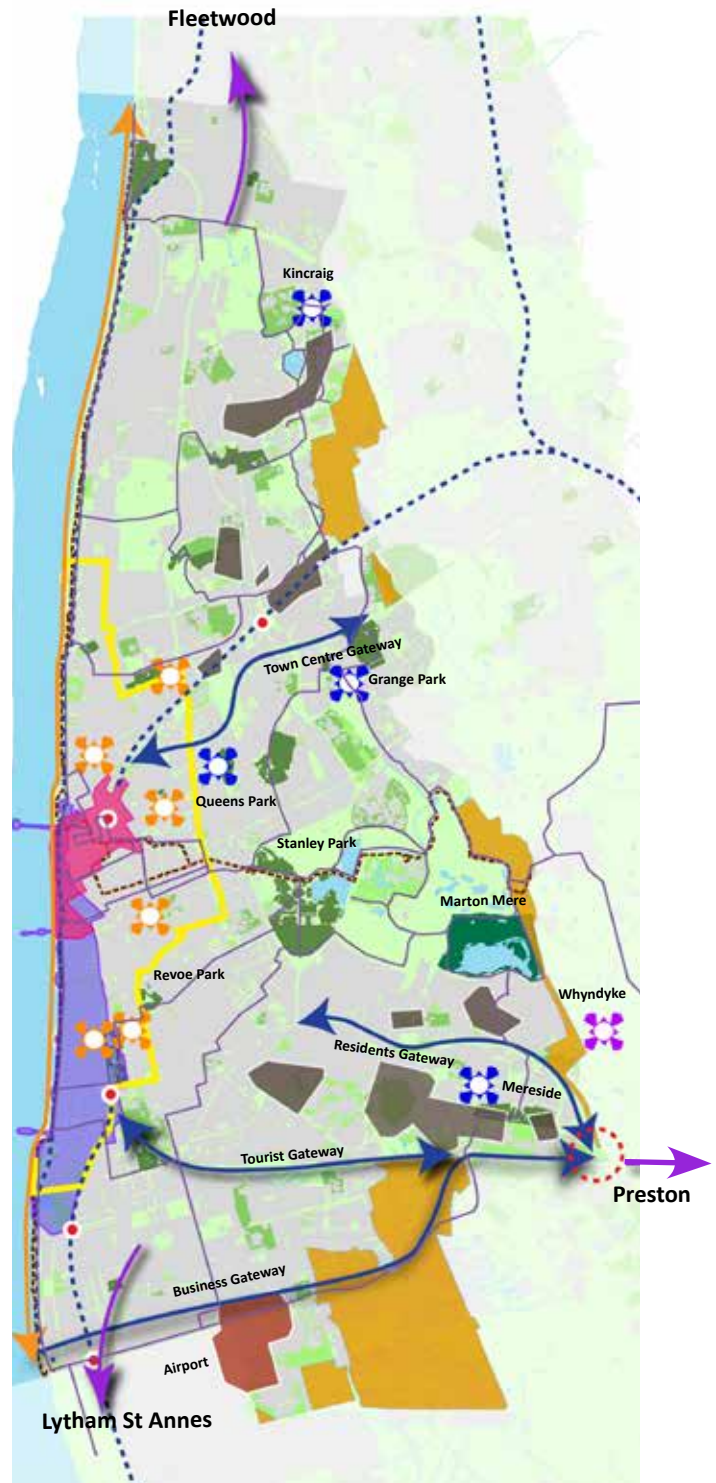 Fleetwood
Kincraig
Town Centre Gateway
Grange Park
Queens Park
Stanley Park
Marton Mere
Revoe Park
Whyndyke
Residents Gateway
Mereside
Tourist Gateway
Preston
Business Gateway
Airport
Lytham St Annes